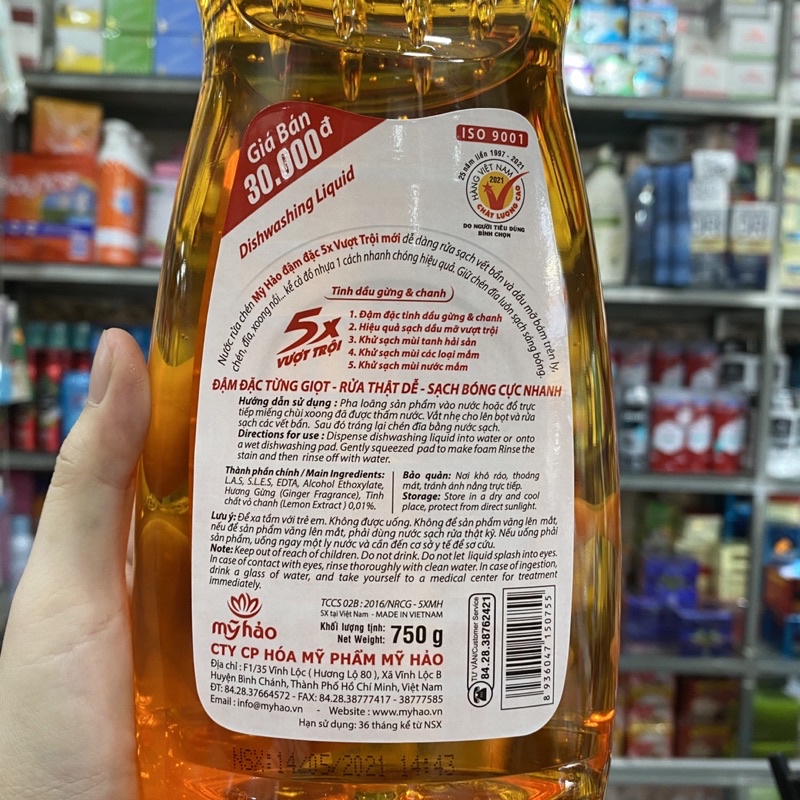 Giá Bán
30.000đ
ISO 9001
25 năm liền 1997 - 2021
HÀNG VIỆT NAM
2021
CHẤT LƯỢNG CAO
DO NGƯỜI TIÊU DÙNG
BÌNH CHỌN
Dishwashing Liquid
Nước rửa chén Mỹ Hảo đậm đặc 5x Vượt Trội mới dễ dàng rửa sạch vết bẩn và dầu mỡ bám trên ly,
chén, đĩa, xoong nồi... kể cả đồ nhựa 1 cách nhanh chóng hiệu quả. Giữ chén đĩa luôn sạch sáng bóng.
Tinh dầu gừng & chanh
5X
VƯỢT TRỘI
1. Đậm đặc tinh dầu gừng & chanh
2. Hiệu quả sạch dầu mỡ vượt trội
3. Khử sạch mùi tanh hải sản
4. Khử sạch mùi các loại mắm
5. Khử sạch mùi nước mắm
ĐẬM ĐẶC TỪNG GIỌT - RỬA THẬT DỄ - SẠCH BÓNG CỰC NHANH
Hướng dẫn sử dụng : Pha loãng sản phẩm vào nước hoặc đổ trực
tiếp miếng chùi xoong đã được thấm nước. Vắt nhẹ cho lên bọt và rửa
sạch các vết bẩn. Sau đó tráng lại chén đĩa bằng nước sạch.
Directions for use : Dispense dishwashing liquid into water or onto
a wet dishwashing pad. Gently squeezed pad to make foam Rinse the
stain and then rinse off with water.
Thành phần chính / Main Ingredients:
L.A.S, S.L.E.S, EDTA, Alcohol Ethoxylate,
Hương Gừng (Ginger Fragrance), Tinh
chất vỏ chanh (Lemon Extract ) 0,01%.
Bảo quản: Nơi khô ráo, thoáng
mát, tránh ánh nắng trực tiếp.
Storage: Store in a dry and cool
place, protect from direct sunlight.
Lưu ý: Để xa tầm với trẻ em. Không được uống. Không để sản phẩm văng lên mắt,
nếu để sản phẩm văng lên mắt, phải dùng nước sạch rửa thật kỹ. Nếu uống phải
sản phẩm, uống ngay một ly nước và cần đến cơ sở y tế để sơ cứu.
Note: Keep out of reach of children. Do not drink. Do not let liquid splash into eyes.
In case of contact with eyes, rinse thoroughly with clean water. In case of ingestion,
drink a glass of water, and take yourself to a medical center for treatment
immediately.
TCCS 02B : 2016/NRCG - 5XMH
SX tại Việt Nam - MADE IN VIETNAM
Khối lượng tịnh:
Net Weight: 750 g
mỹ hảo
CTY CP HÓA MỸ PHẨM MỸ HẢO
Địa chỉ : F1/35 Vĩnh Lộc ( Hương Lộ 80 ), Xã Vĩnh Lộc B
Huyện Bình Chánh, Thành Phố Hồ Chí Minh, Việt Nam
ĐT: 84.28.37664572 - FAX: 84.28.38777417 - 38777585
Email : info@myhao.vn - Website : www.myhao.vn
Hạn sử dụng : 36 tháng kể từ NSX
TƯ VẤN/Customer Service
84.28.38762421
8 936047 150755
NSX: 14/05/2021 14:43